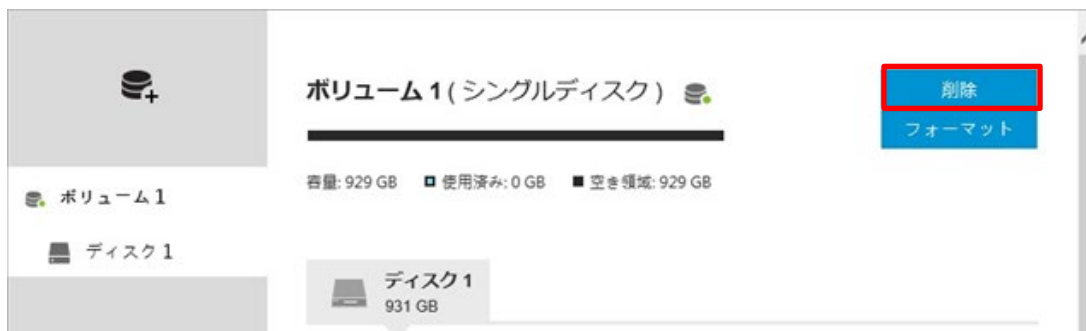 ボリューム 1 ( シングルディスク )
削除
フォーマット
容量: 929 GB 使用済み: 0 GB 空き領域: 929 GB
ボリューム 1
ディスク 1
ディスク 1
931 GB